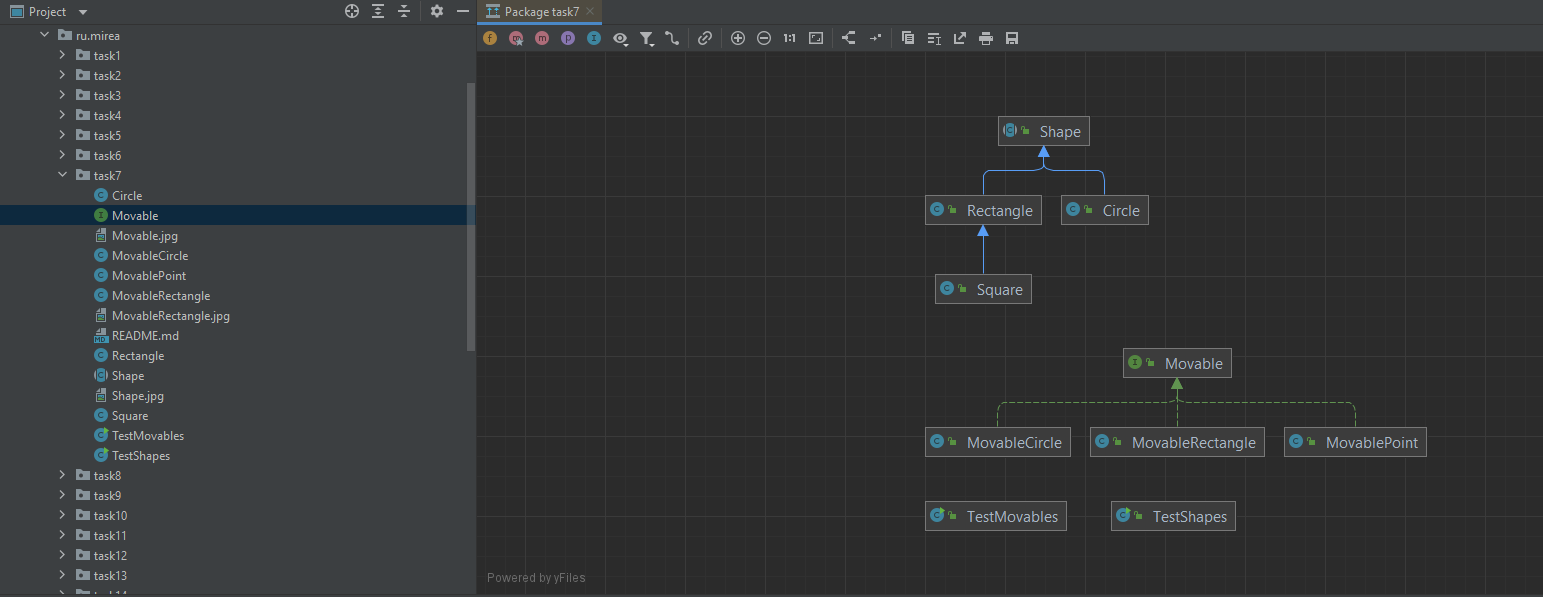 Project
ru.mirea
task1
task2
task3
task4
task5
task6
task7
Circle
Movable
Movable.jpg
MovableCircle
MovablePoint
MovableRectangle
MovableRectangle.jpg
README.md
Rectangle
Shape
Shape.jpg
Square
TestMovables
TestShapes
task8
task9
task10
task11
task12
task13
Package task7
1:1
Shape
Rectangle
Circle
Square
Movable
MovableCircle
MovableRectangle
MovablePoint
TestMovables
TestShapes
Powered by yFiles